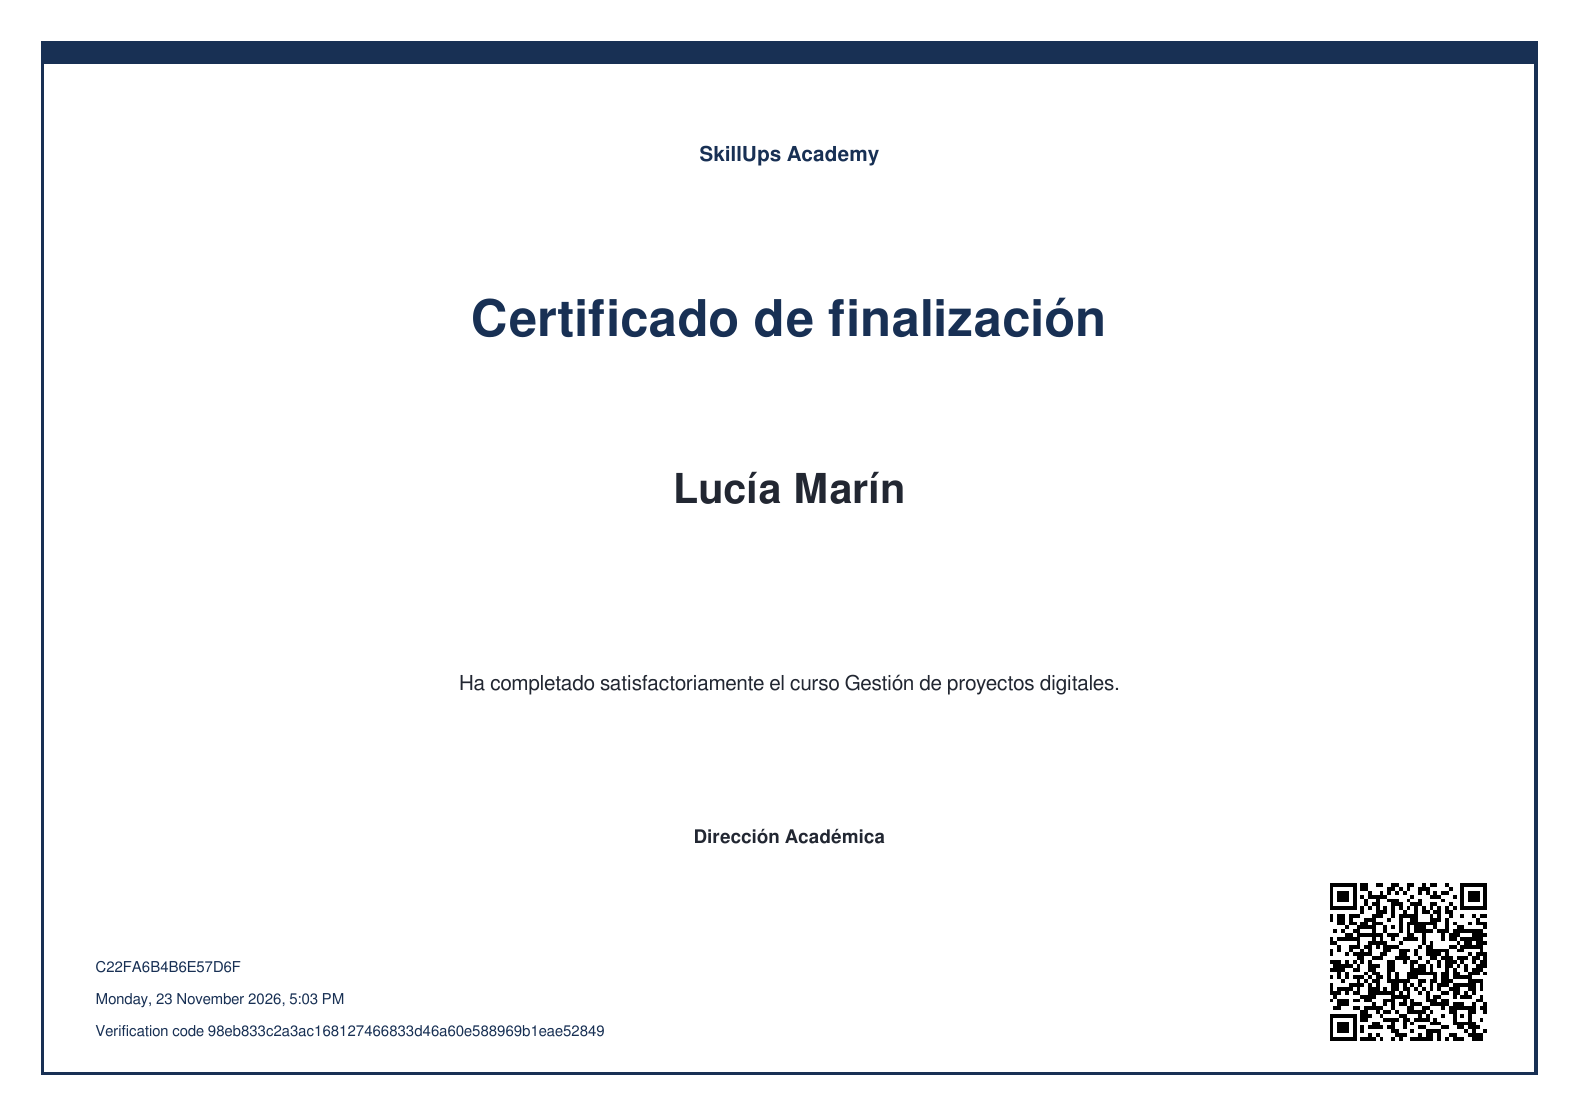 SkillUps Academy
Certificado de finalización
Lucía Marín
Ha completado satisfactoriamente el curso Gestión de proyectos digitales.
Dirección Académica
C22FA6B4B6E57D6F
Monday, 23 November 2026, 5:03 PM
Verification code 98eb833c2a3ac168127466833d46a60e588969b1eae52849